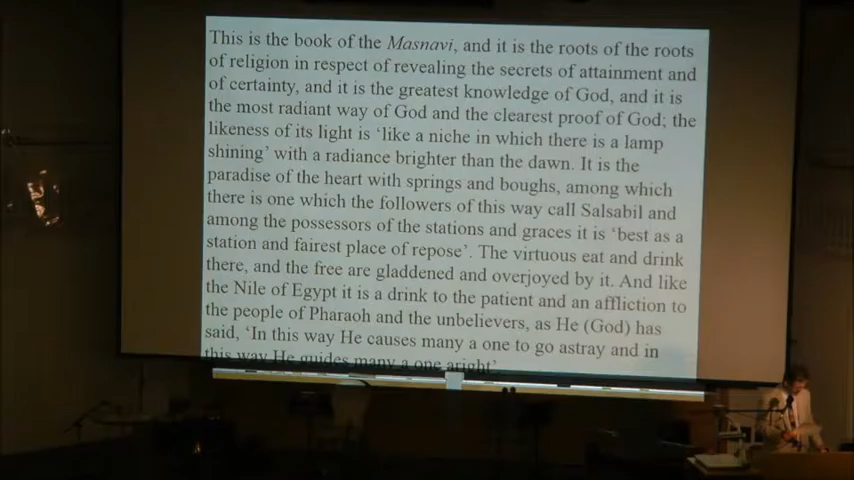 This is the book of the Masnavi, and it is the roots of the roots
of religion in respect of revealing the secrets of attainment and
of certainty, and it is the greatest knowledge of God, and it is
the most radiant way of God and the clearest proof of God; the
likeness of its light is ‘like a niche in which there is a lamp
shining’ with a radiance brighter than the dawn. It is the
paradise of the heart with springs and boughs, among which
there is one which the followers of this way call Salsabil and
among the possessors of the stations and graces it is ‘best as a
station and fairest place of repose’. The virtuous eat and drink
there, and the free are gladdened and overjoyed by it. And like
the Nile of Egypt it is a drink to the patient and an affliction to
the people of Pharaoh and the unbelievers, as He (God) has
said, ‘In this way He causes many a one to go astray and in
this way He guides many a one aright’